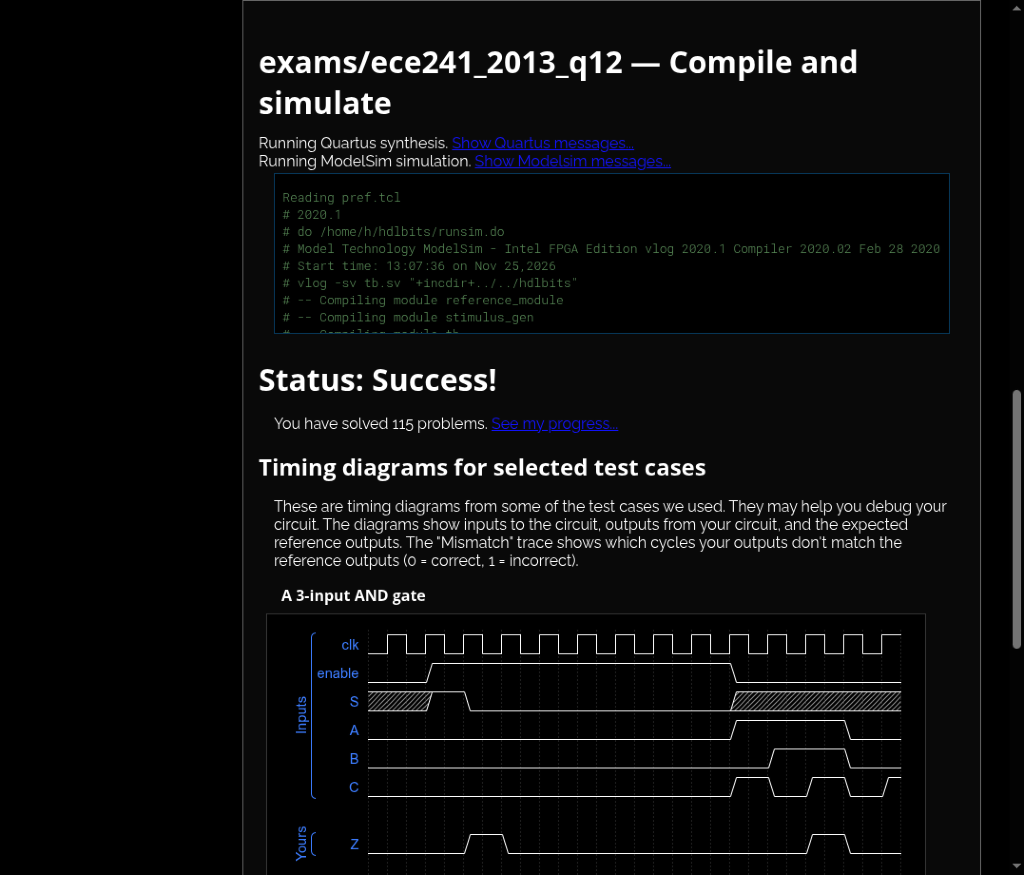 exams/ece241_2013_q12 — Compile and
simulate
Running Quartus synthesis. Show Quartus messages...
Running ModelSim simulation. Show Modelsim messages...
Reading pref.tcl
# 2020.1
# do /home/h/hdlbits/runsim.do
# Model Technology ModelSim - Intel FPGA Edition vlog 2020.1 Compiler 2020.02 Feb 28 2020
# Start time: 13:07:36 on Nov 25,2026
# vlog -sv tb.sv "+incdir+../../hdlbits"
# -- Compiling module reference_module
# -- Compiling module stimulus_gen
# -- Compiling module tb
Status: Success!
You have solved 115 problems. See my progress...
Timing diagrams for selected test cases
These are timing diagrams from some of the test cases we used. They may help you debug your
circuit. The diagrams show inputs to the circuit, outputs from your circuit, and the expected
reference outputs. The "Mismatch" trace shows which cycles your outputs don't match the
reference outputs (0 = correct, 1 = incorrect).
A 3-input AND gate
Inputs
clk
enable
S
A
B
C
Yours
Z